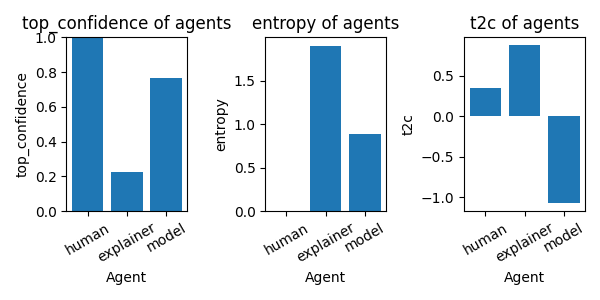 top_confidence of agents
entropy of agents
t2c of agents
top_confidence
1.0
0.8
0.6
0.4
0.2
0.0
human
explainer
model
Agent
entropy
1.5
1.0
0.5
0.0
human
explainer
model
Agent
t2c
0.5
0.0
−0.5
−1.0
human
explainer
model
Agent